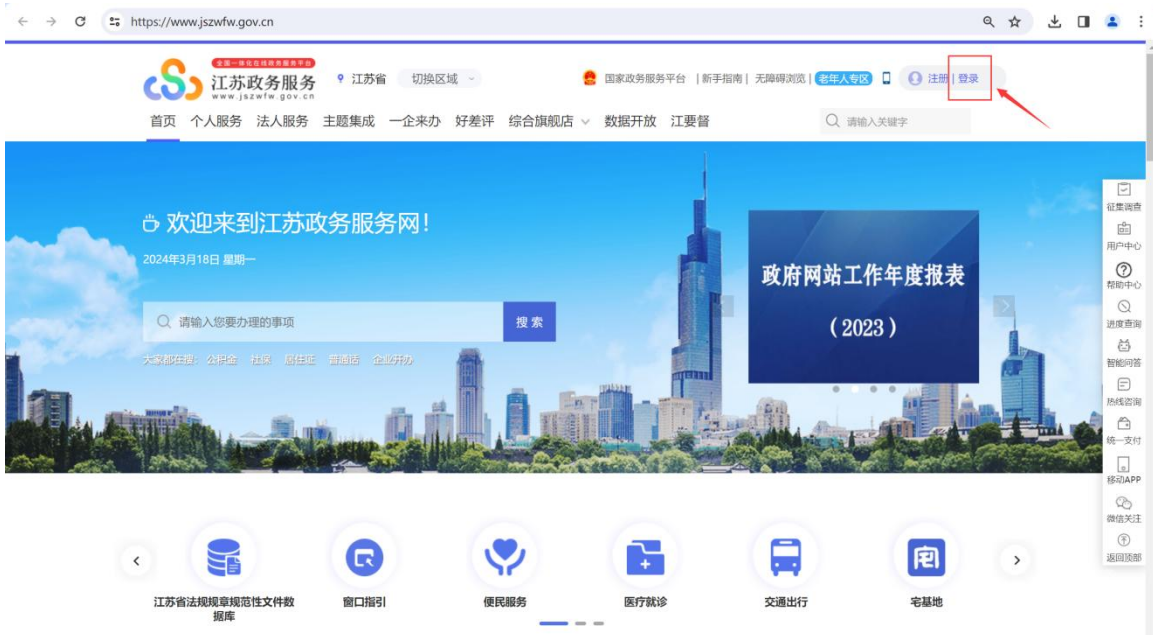 https://www.jszwfw.gov.cn
全国一体化在线政务服务平台
江苏政务服务
www.jszwfw.gov.cn
江苏省 切换区域
国家政务服务平台 | 新手指南 | 无障碍浏览 | 老年人专区 注册 | 登录
首页 个人服务 法人服务 主题集成 一企来办 好差评 综合旗舰店 数据开放 江要督
请输入关键字
欢迎来到江苏政务服务网！
2024年3月18日 星期一
请输入您要办理的事项 搜索
大家都在搜： 公积金 社保 居住证 普通话 企业开办
政府网站工作年度报表
（2023）
征集调查
用户中心
帮助中心
进度查询
智能问答
热线咨询
统一支付
移动APP
微信关注
返回顶部
江苏省法规规章规范性文件数
据库
窗口指引
便民服务
医疗就诊
交通出行
宅基地